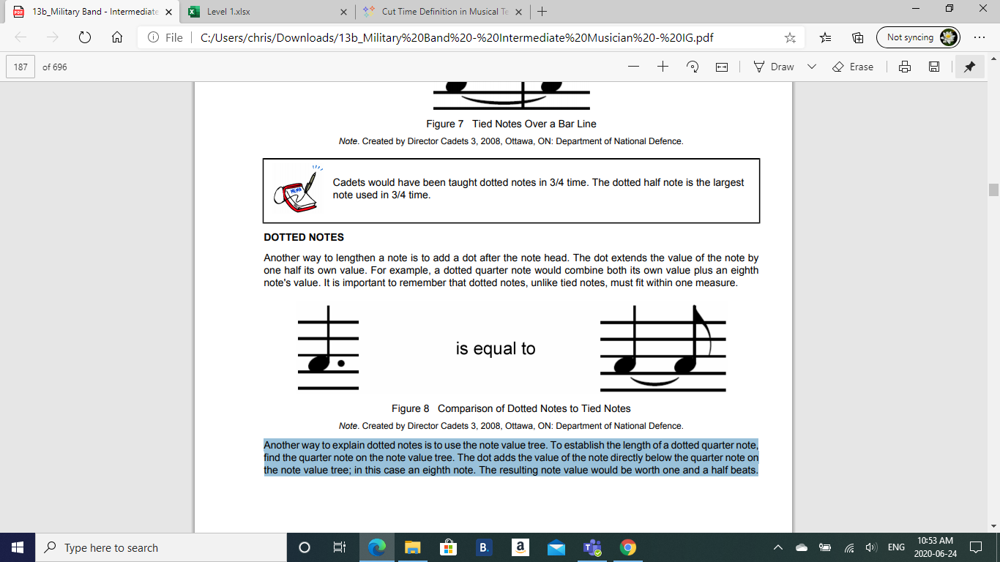 13b_Military Band - Intermediate
Level 1.xlsx
Cut Time Definition in Musical Te
File
C:/Users/chris/Downloads/13b_Military%20Band%20-%20Intermediate%20Musician%20-%20IG.pdf
Not syncing
187
of 696
Draw
Erase
Figure 7 Tied Notes Over a Bar Line
Note. Created by Director Cadets 3, 2008, Ottawa, ON: Department of National Defence.
MEMO
Cadets would have been taught dotted notes in 3/4 time. The dotted half note is the largest
note used in 3/4 time.
DOTTED NOTES
Another way to lengthen a note is to add a dot after the note head. The dot extends the value of the note by
one half its own value. For example, a dotted quarter note would combine both its own value plus an eighth
note's value. It is important to remember that dotted notes, unlike tied notes, must fit within one measure.
is equal to
Figure 8 Comparison of Dotted Notes to Tied Notes
Note. Created by Director Cadets 3, 2008, Ottawa, ON: Department of National Defence.
Another way to explain dotted notes is to use the note value tree. To establish the length of a dotted quarter note,
find the quarter note on the note value tree. The dot adds the value of the note directly below the quarter note on
the note value tree; in this case an eighth note. The resulting note value would be worth one and a half beats.
Type here to search
B.
a
ENG
10:53 AM
2020-06-24